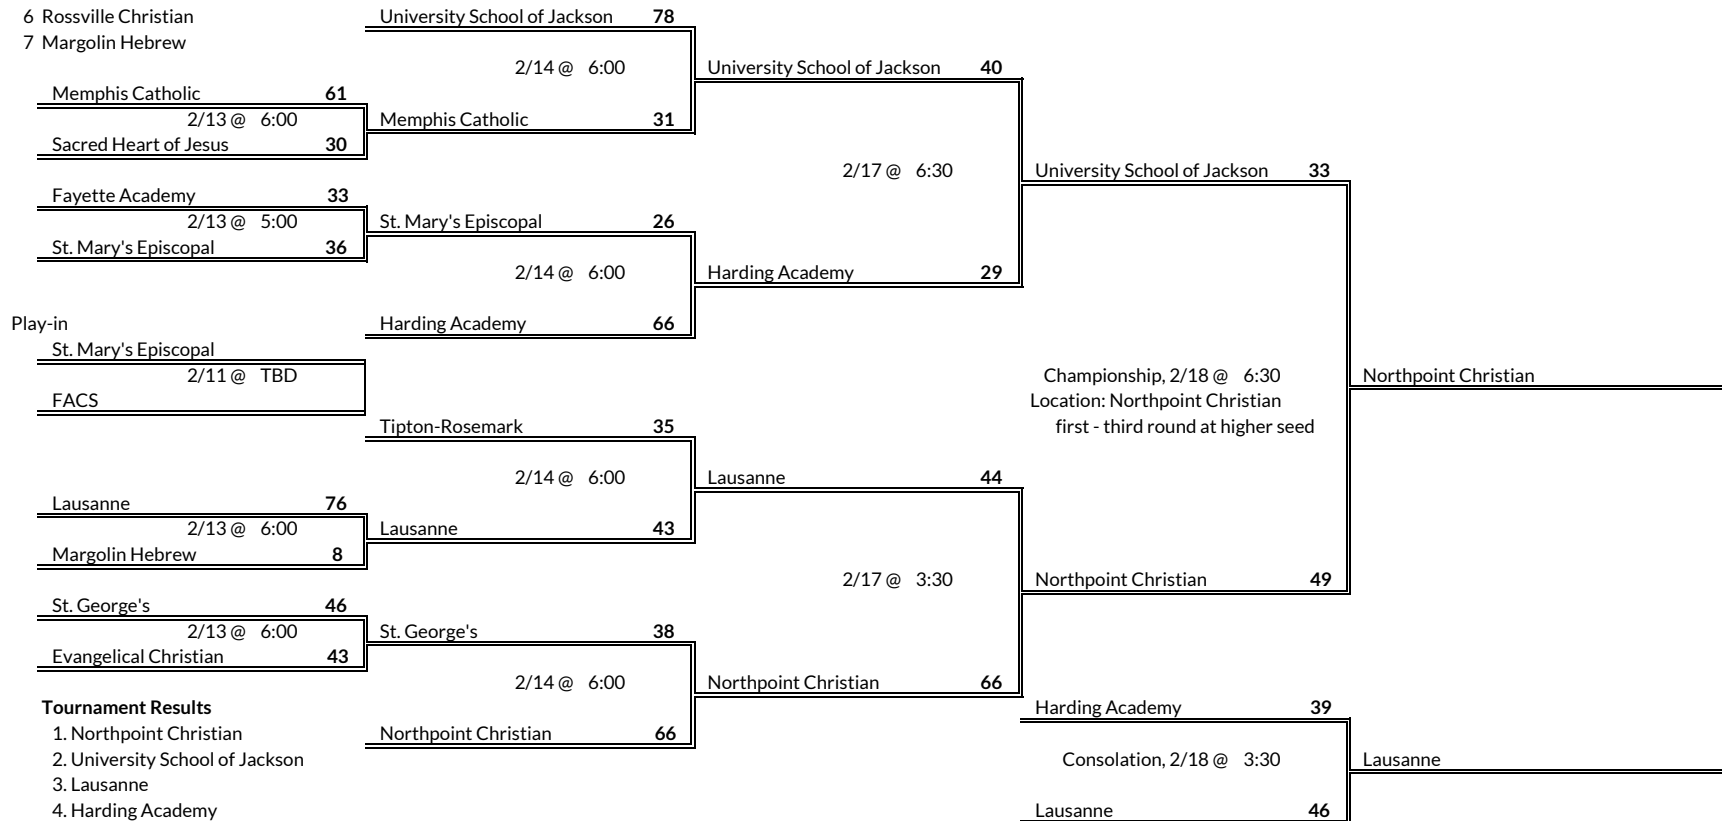 6 Rossville Christian
University School of Jackson 78
7 Margolin Hebrew
2/14 @ 6:00
University School of Jackson 40
Memphis Catholic 61
2/13 @ 6:00
Memphis Catholic 31
Sacred Heart of Jesus 30
2/17 @ 6:30
University School of Jackson 33
Fayette Academy 33
2/13 @ 5:00
St. Mary's Episcopal 26
St. Mary's Episcopal 36
2/14 @ 6:00
Harding Academy 29
Play-in
Harding Academy 66
St. Mary's Episcopal
2/11 @ TBD
Championship, 2/18 @ 6:30
Northpoint Christian
FACS
Location: Northpoint Christian
Tipton-Rosemark 35
first - third round at higher seed
2/14 @ 6:00
Lausanne 44
Lausanne 76
2/13 @ 6:00
Lausanne 43
Margolin Hebrew 8
2/17 @ 3:30
Northpoint Christian 49
St. George's 46
2/13 @ 6:00
St. George's 38
Evangelical Christian 43
2/14 @ 6:00
Northpoint Christian 66
Tournament Results
Harding Academy 39
1. Northpoint Christian
Northpoint Christian 66
2. University School of Jackson
Consolation, 2/18 @ 3:30
Lausanne
3. Lausanne
4. Harding Academy
Lausanne 46